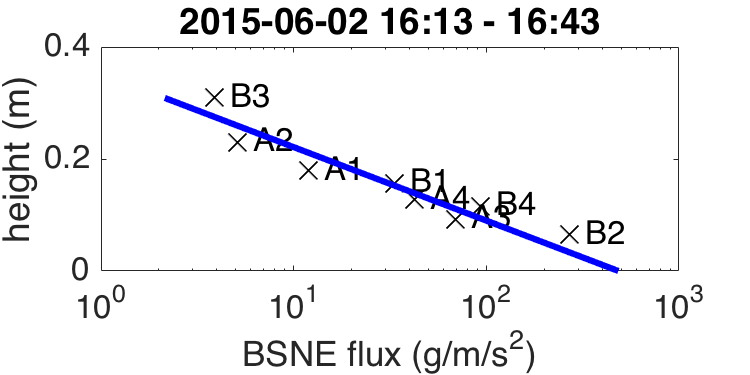 2015-06-02 16:13 - 16:43
0.4
0.2
0
height (m)
B3
A2
A1
B1
A4
B4
A3
B2
10⁰
10¹
10²
10³
BSNE flux (g/m/s²)